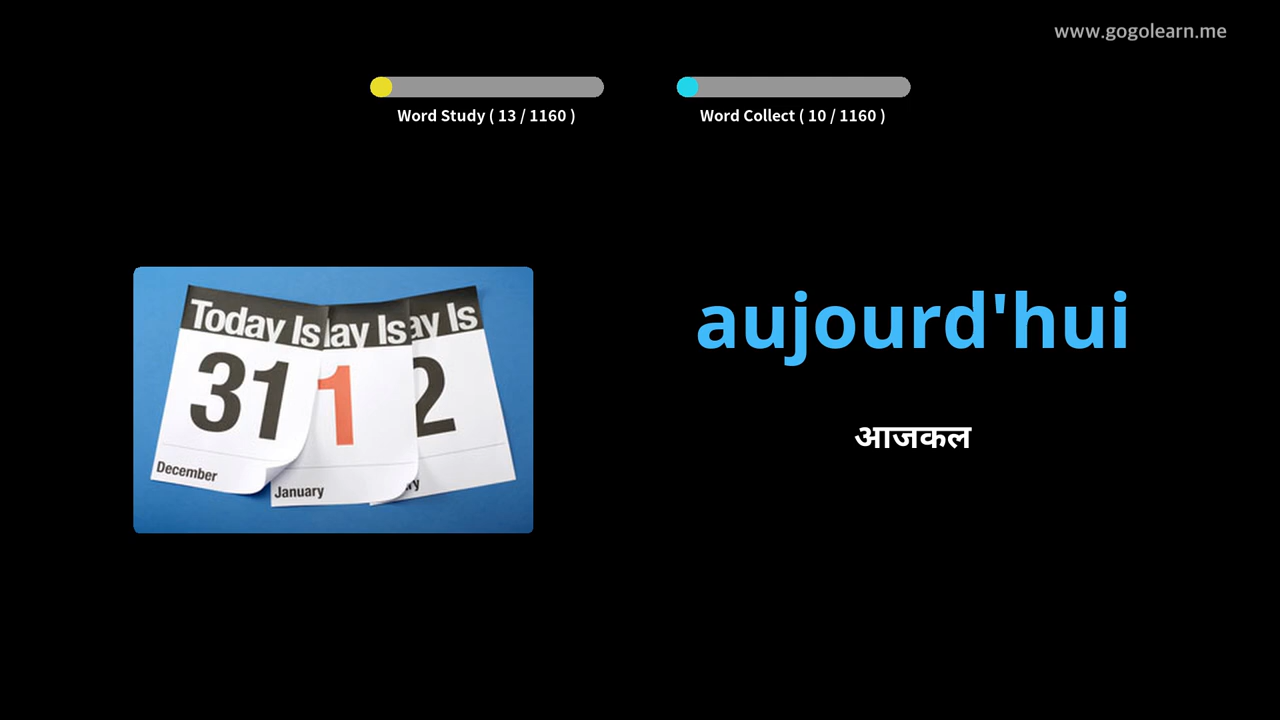 www.gogolearn.me
Word Study ( 13 / 1160 )
Word Collect ( 10 / 1160 )
Today Is
day Is
ay Is
31
1
2
December
January
ry
aujourd'hui
आजकल